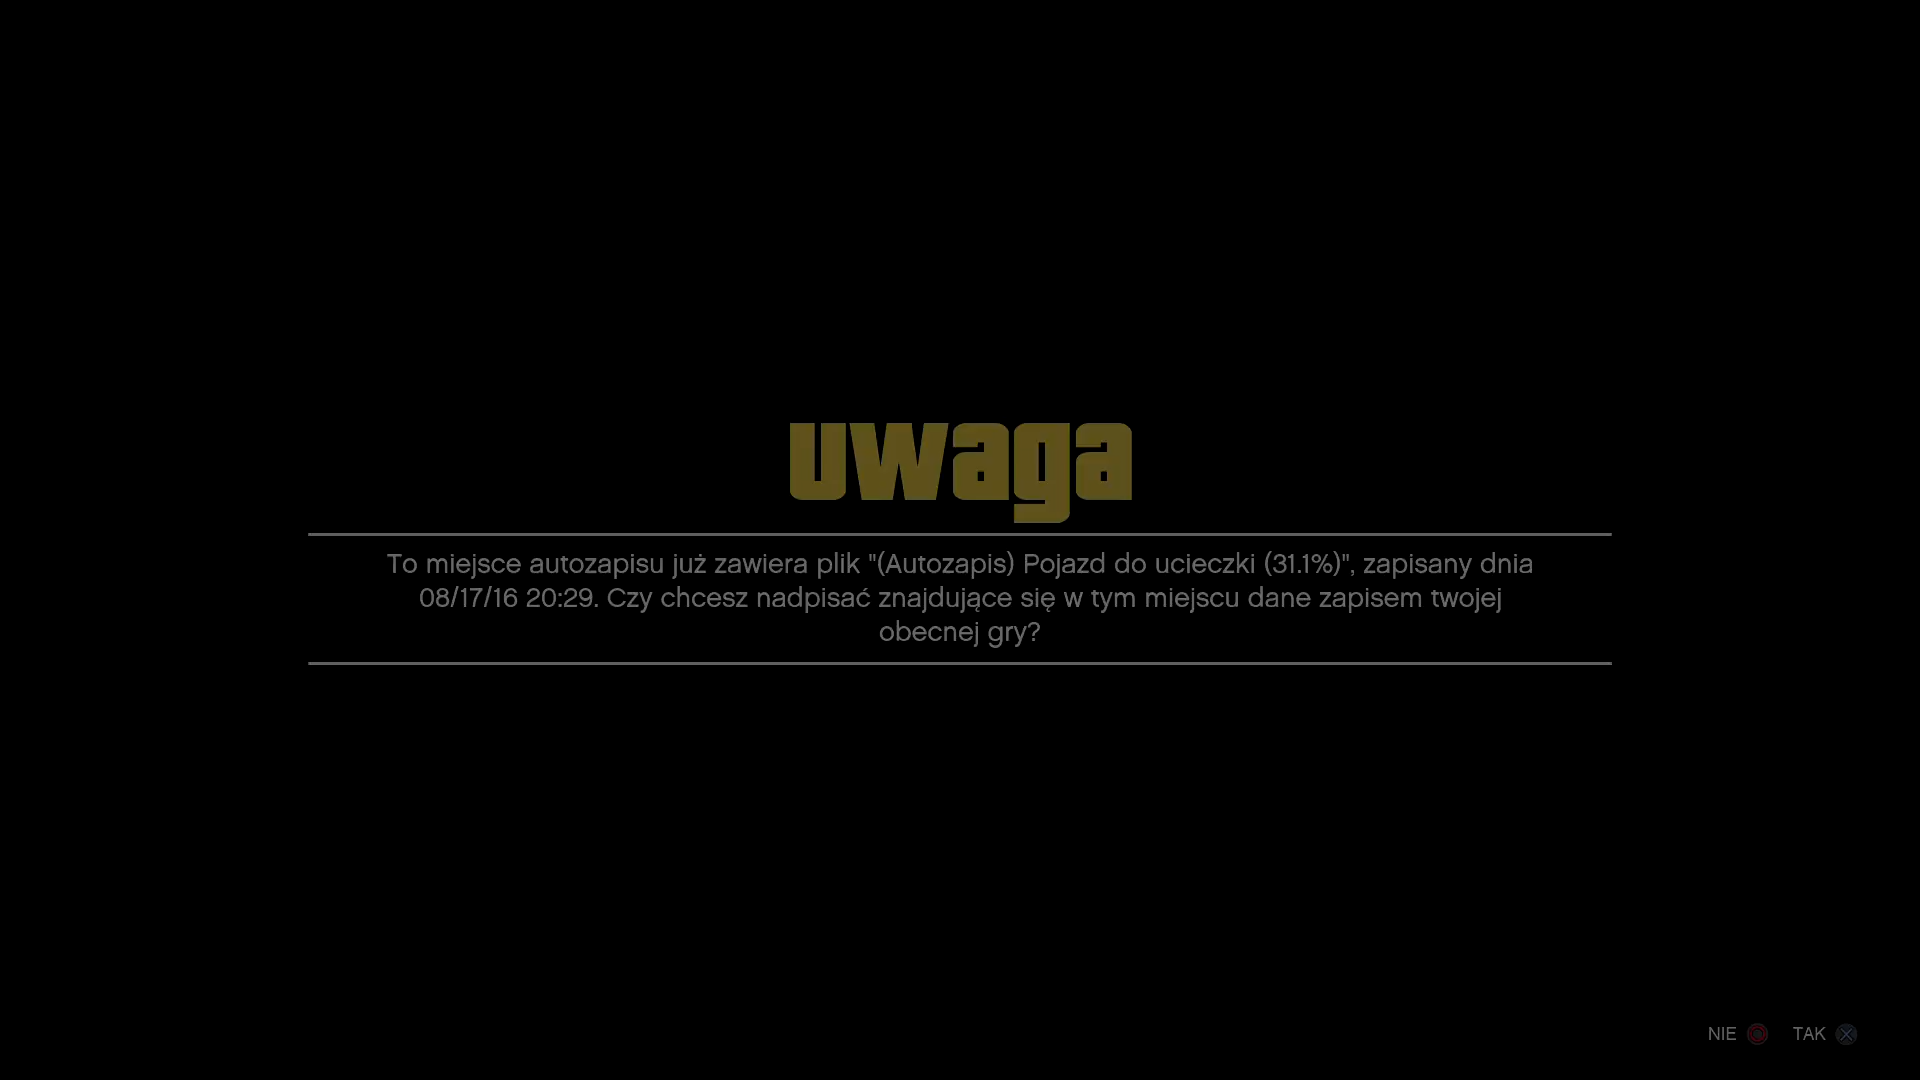 uwaga
To miejsce autozapisu już zawiera plik "(Autozapis) Pojazd do ucieczki (31.1%)", zapisany dnia
08/17/16 20:29. Czy chcesz nadpisać znajdujące się w tym miejscu dane zapisem twojej
obecnej gry?
NIE TAK